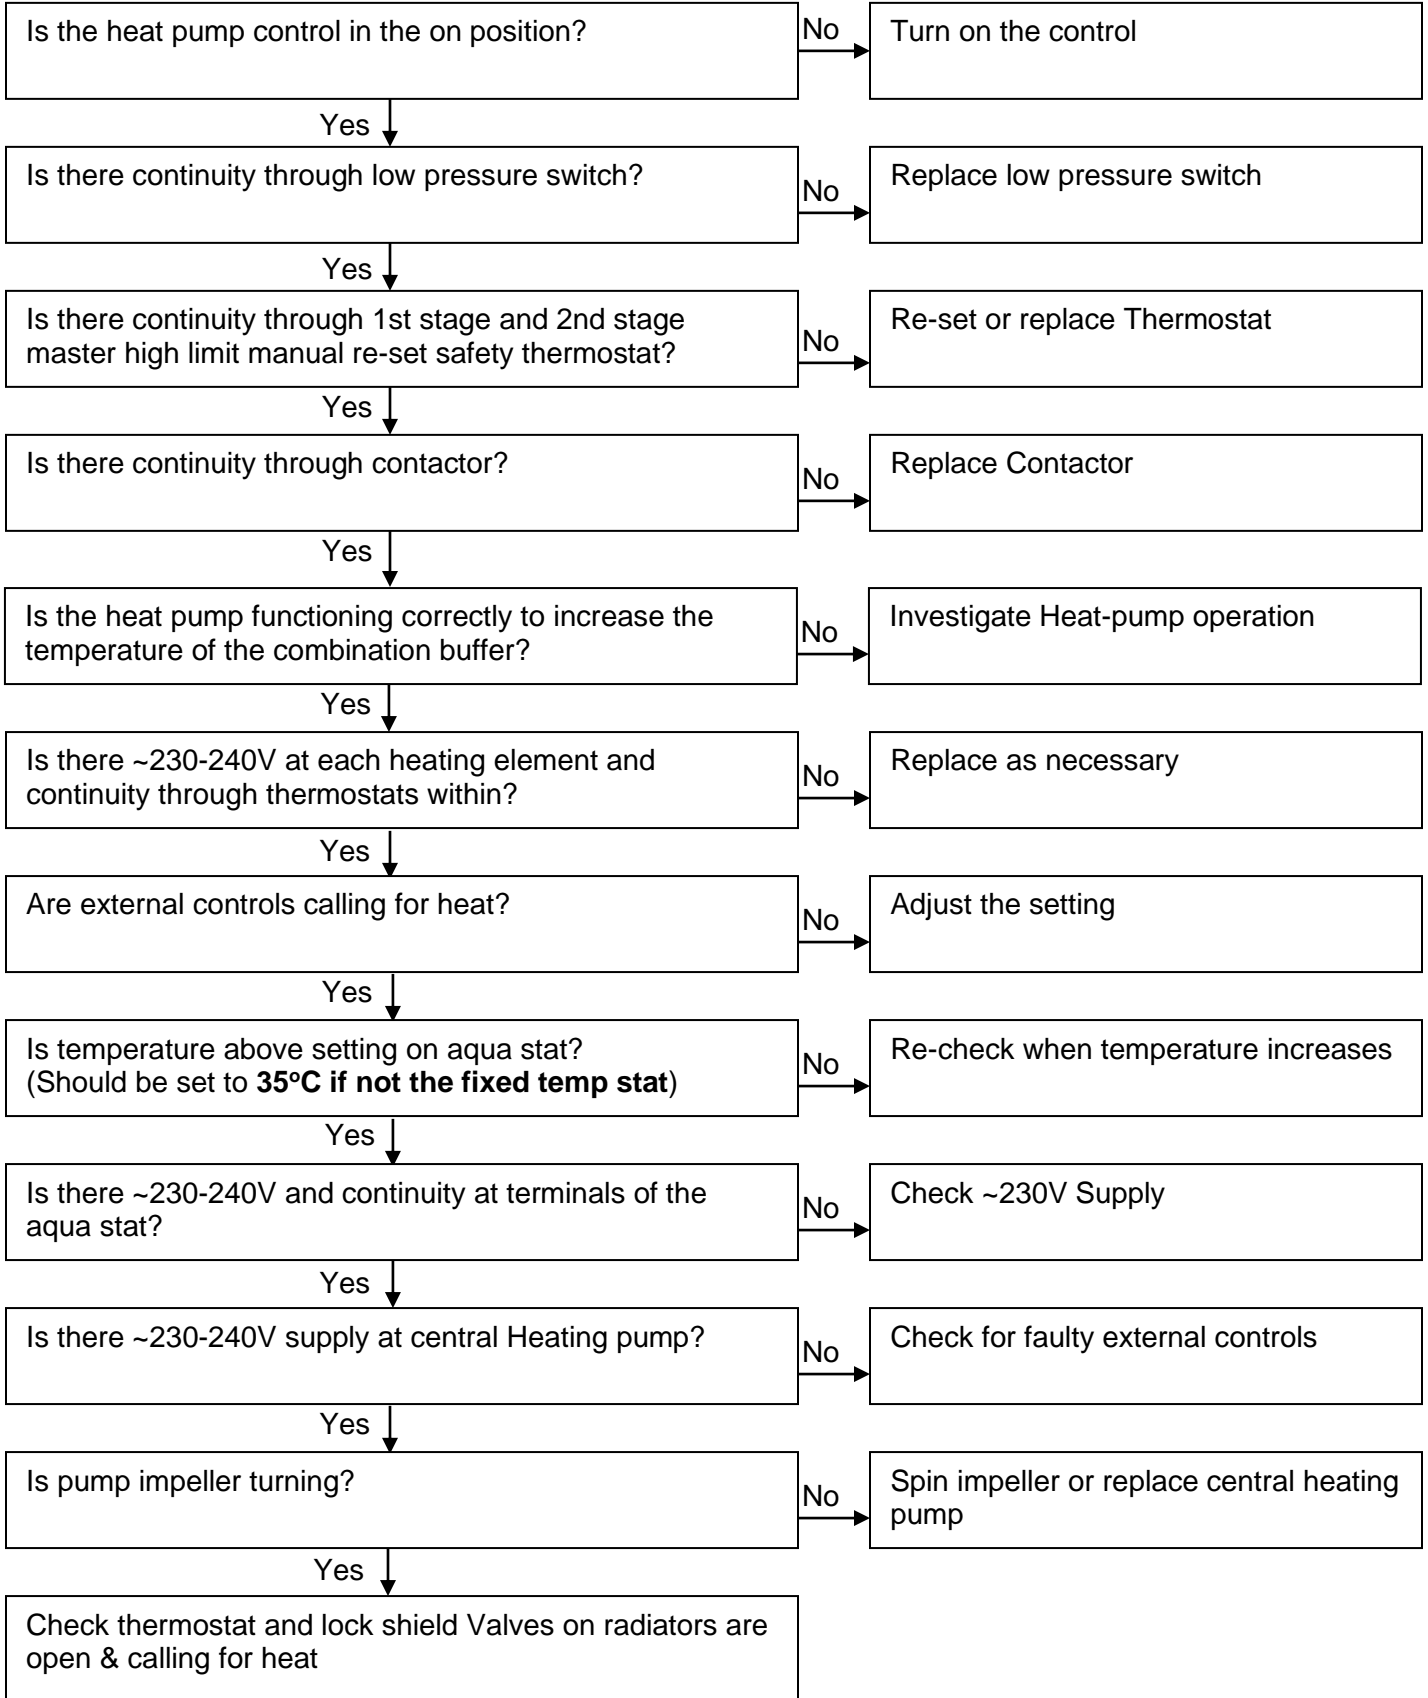 Is the heat pump control in the on position?
No
Turn on the control
Yes
Is there continuity through low pressure switch?
No
Replace low pressure switch
Yes
Is there continuity through 1st stage and 2nd stage
master high limit manual re-set safety thermostat?
No
Re-set or replace Thermostat
Yes
Is there continuity through contactor?
No
Replace Contactor
Yes
Is the heat pump functioning correctly to increase the
temperature of the combination buffer?
No
Investigate Heat-pump operation
Yes
Is there ~230-240V at each heating element and
continuity through thermostats within?
No
Replace as necessary
Yes
Are external controls calling for heat?
No
Adjust the setting
Yes
Is temperature above setting on aqua stat?
(Should be set to 35ºC if not the fixed temp stat)
No
Re-check when temperature increases
Yes
Is there ~230-240V and continuity at terminals of the
aqua stat?
No
Check ~230V Supply
Yes
Is there ~230-240V supply at central Heating pump?
No
Check for faulty external controls
Yes
Is pump impeller turning?
No
Spin impeller or replace central heating
pump
Yes
Check thermostat and lock shield Valves on radiators are
open & calling for heat